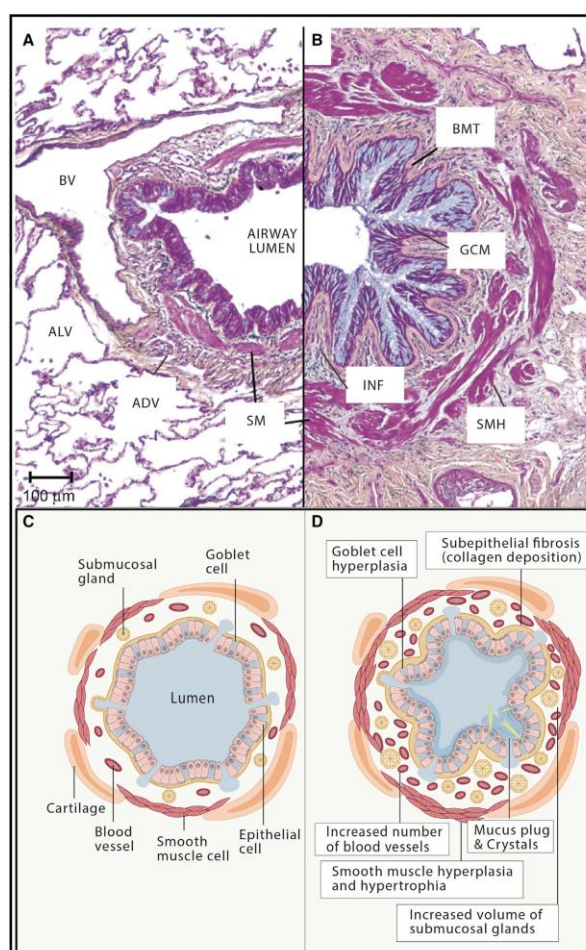 A
B
BMT
BV
AIRWAY
LUMEN
GCM
ALV
INF
ADV
SM
SMH
100 µm
C
D
Submucosal
gland
Goblet
cell
Lumen
Cartilage
Blood
vessel
Smooth
muscle cell
Epithelial
cell
Goblet cell
hyperplasia
Subepithelial fibrosis
(collagen deposition)
Increased number
of blood vessels
Mucus plug
& Crystals
Smooth muscle hyperplasia
and hypertrophia
Increased volume of
submucosal glands